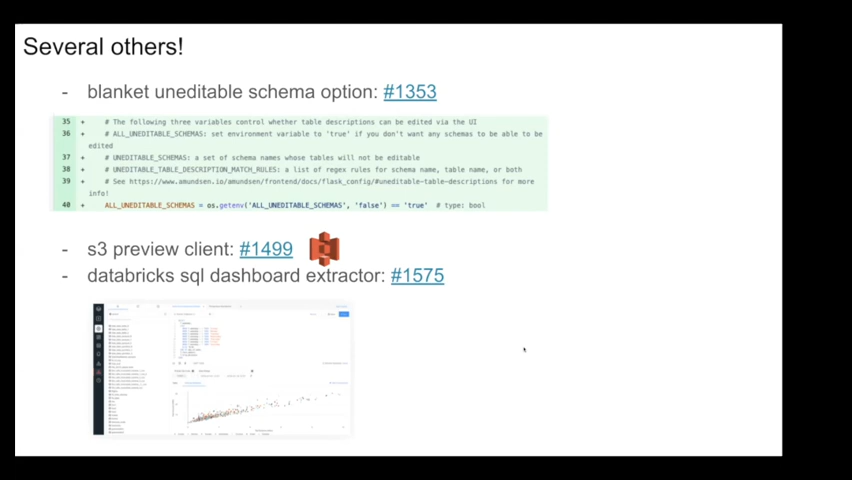 Several others!
- blanket uneditable schema option: #1353
35 + # The following three variables control whether table descriptions can be edited via the UI
36 + # ALL_UNEDITABLE_SCHEMAS: set environment variable to 'true' if you don't want any schemas to be able to be
edited
37 + # UNEDITABLE_SCHEMAS: a set of schema names whose tables will not be editable
38 + # UNEDITABLE_TABLE_DESCRIPTION_MATCH_RULES: a list of regex rules for schema name, table name, or both
39 + # See https://www.amundsen.io/amundsen/frontend/docs/flask_config/#uneditable-table-descriptions for more
info!
40 + ALL_UNEDITABLE_SCHEMAS = os.getenv('ALL_UNEDITABLE_SCHEMAS', 'false') == 'true' # type: bool
- s3 preview client: #1499
- databricks sql dashboard extractor: #1575